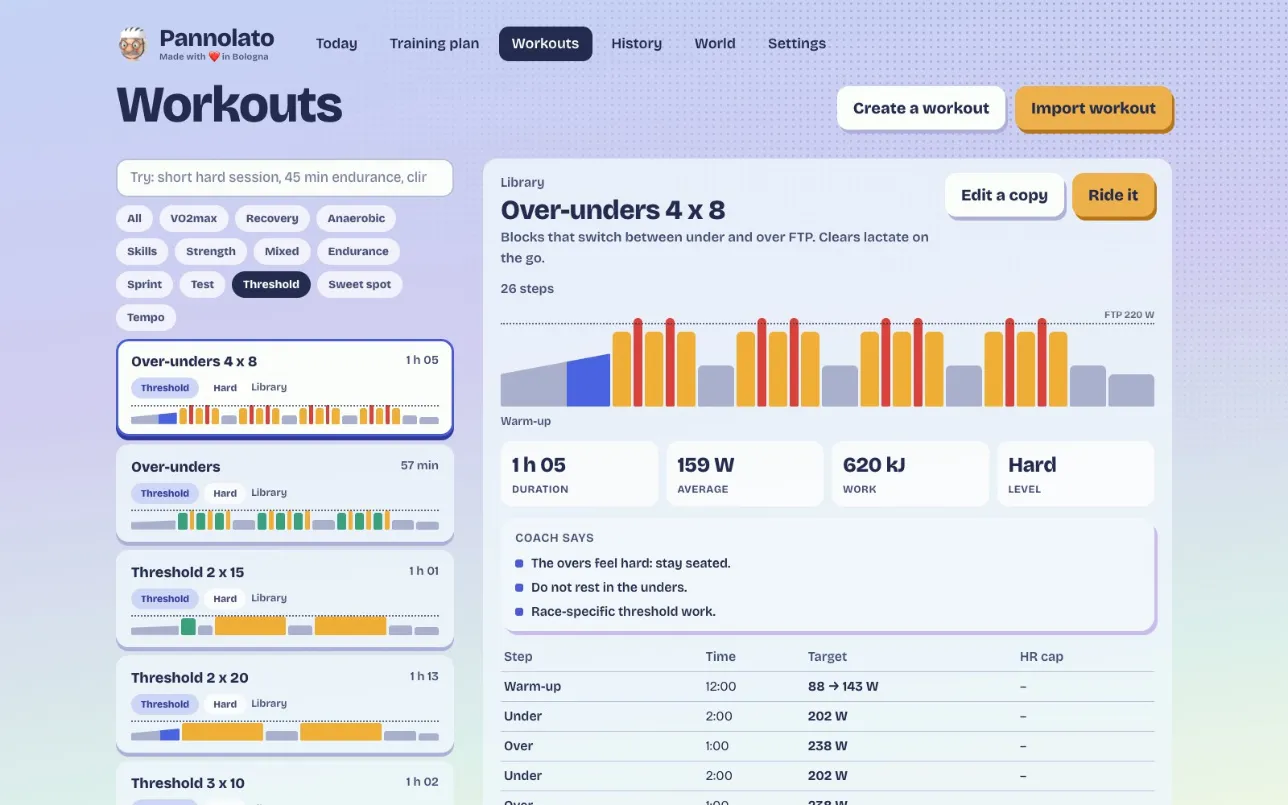 Pannolato
Made with ❤️ in Bologna
Today
Training plan
Workouts
History
World
Settings
Workouts
Create a workout
Import workout
Try: short hard session, 45 min endurance, clir
All
VO2max
Recovery
Anaerobic
Skills
Strength
Mixed
Endurance
Sprint
Test
Threshold
Sweet spot
Tempo
Over-unders 4 x 8
1 h 05
Threshold
Hard
Library
Over-unders
57 min
Threshold
Hard
Library
Threshold 2 x 15
1 h 01
Threshold
Hard
Library
Threshold 2 x 20
1 h 13
Threshold
Hard
Library
Threshold 3 x 10
1 h 02
Library
Over-unders 4 x 8
Blocks that switch between under and over FTP. Clears lactate on
the go.
Edit a copy
Ride it
26 steps
FTP 220 W
Warm-up
1 h 05
DURATION
159 W
AVERAGE
620 kJ
WORK
Hard
LEVEL
COACH SAYS
The overs feel hard: stay seated.
Do not rest in the unders.
Race-specific threshold work.
Step Time Target HR cap
Warm-up 12:00 88 → 143 W –
Under 2:00 202 W –
Over 1:00 238 W –
Under 2:00 202 W –
Over 1:00 238 W